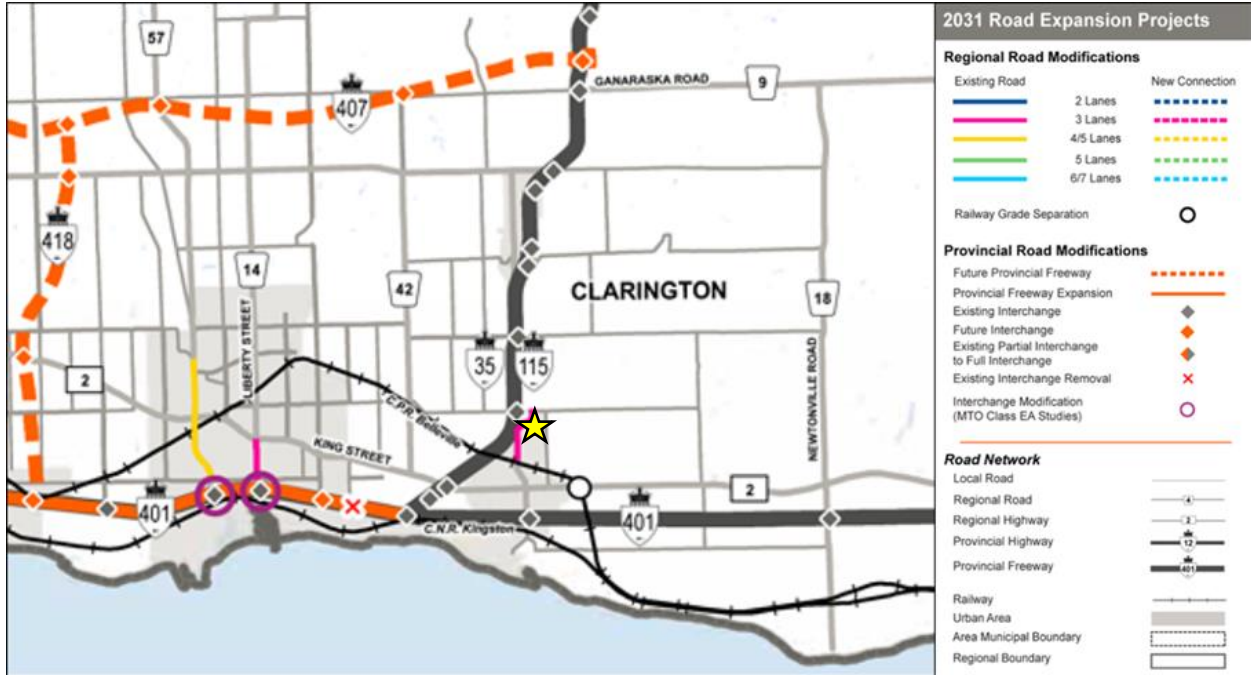 57
407
GANARASKA ROAD
9
418
14
42
CLARINGTON
18
LIBERTY STREET
35
115
2
C.P.R. Belleville
KING STREET
NEWTONVILLE ROAD
2
401
C.N.R. Kingston
401
2031 Road Expansion Projects
Regional Road Modifications
Existing Road
New Connection
2 Lanes
3 Lanes
4/5 Lanes
5 Lanes
6/7 Lanes
Railway Grade Separation
Provincial Road Modifications
Future Provincial Freeway
Provincial Freeway Expansion
Existing Interchange
Future Interchange
Existing Partial Interchange
to Full Interchange
Existing Interchange Removal
Interchange Modification
(MTO Class EA Studies)
Road Network
Local Road
Regional Road
4
Regional Highway
2
Provincial Highway
12
Provincial Freeway
401
Railway
Urban Area
Area Municipal Boundary
Regional Boundary